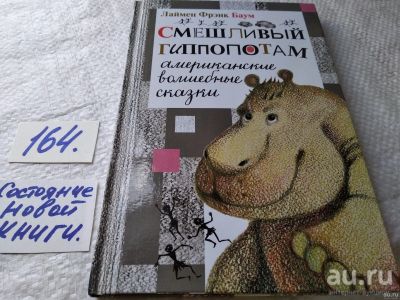 Лаймен Фрэнк Баум
СМЕШЛИВЫЙ
ГИППОПОТАМ
американские
волшебные
сказки
164.
Состояние
новой
книги.
au.ru